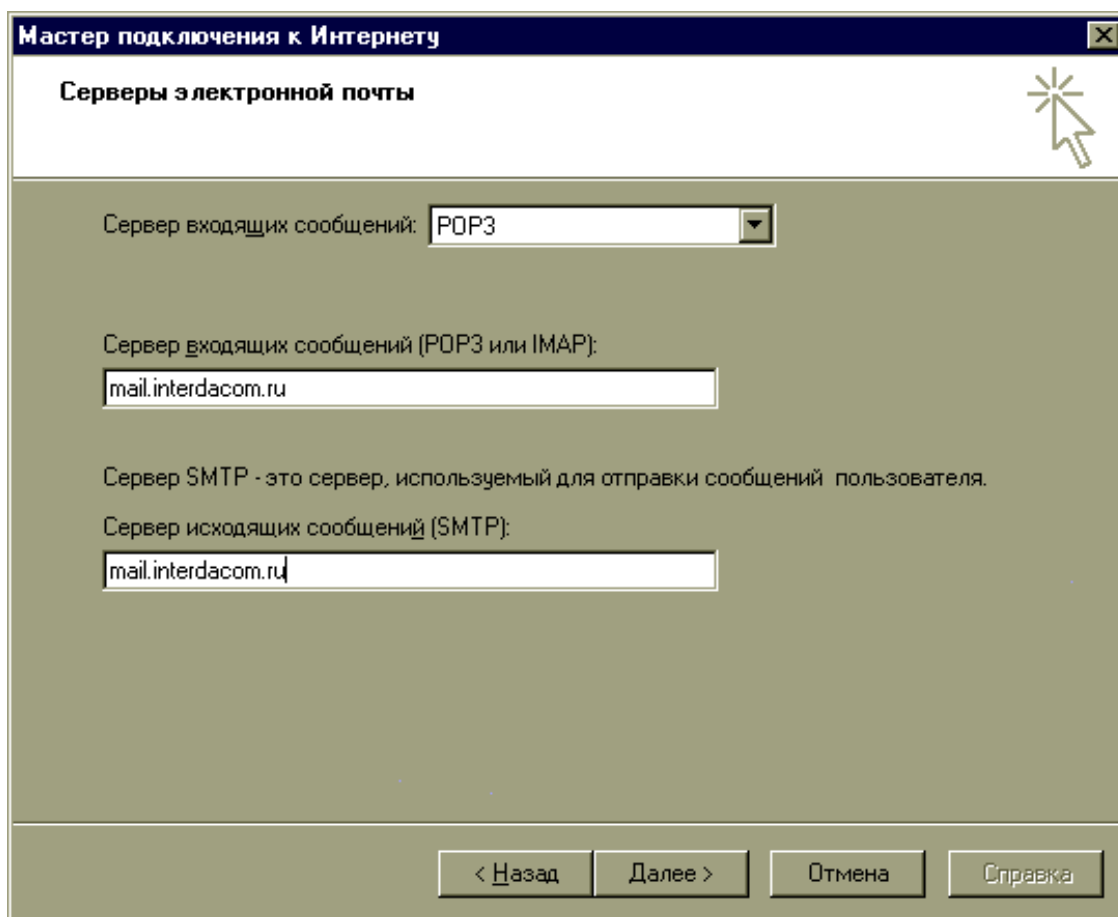 Мастер подключения к Интернету
Серверы электронной почты
Сервер входящих сообщений: POP3
Сервер входящих сообщений (POP3 или IMAP):
mail.interdacom.ru
Сервер SMTP - это сервер, используемый для отправки сообщений пользователя.
Сервер исходящих сообщений (SMTP):
mail.interdacom.ru
< Назад Далее > Отмена Справка